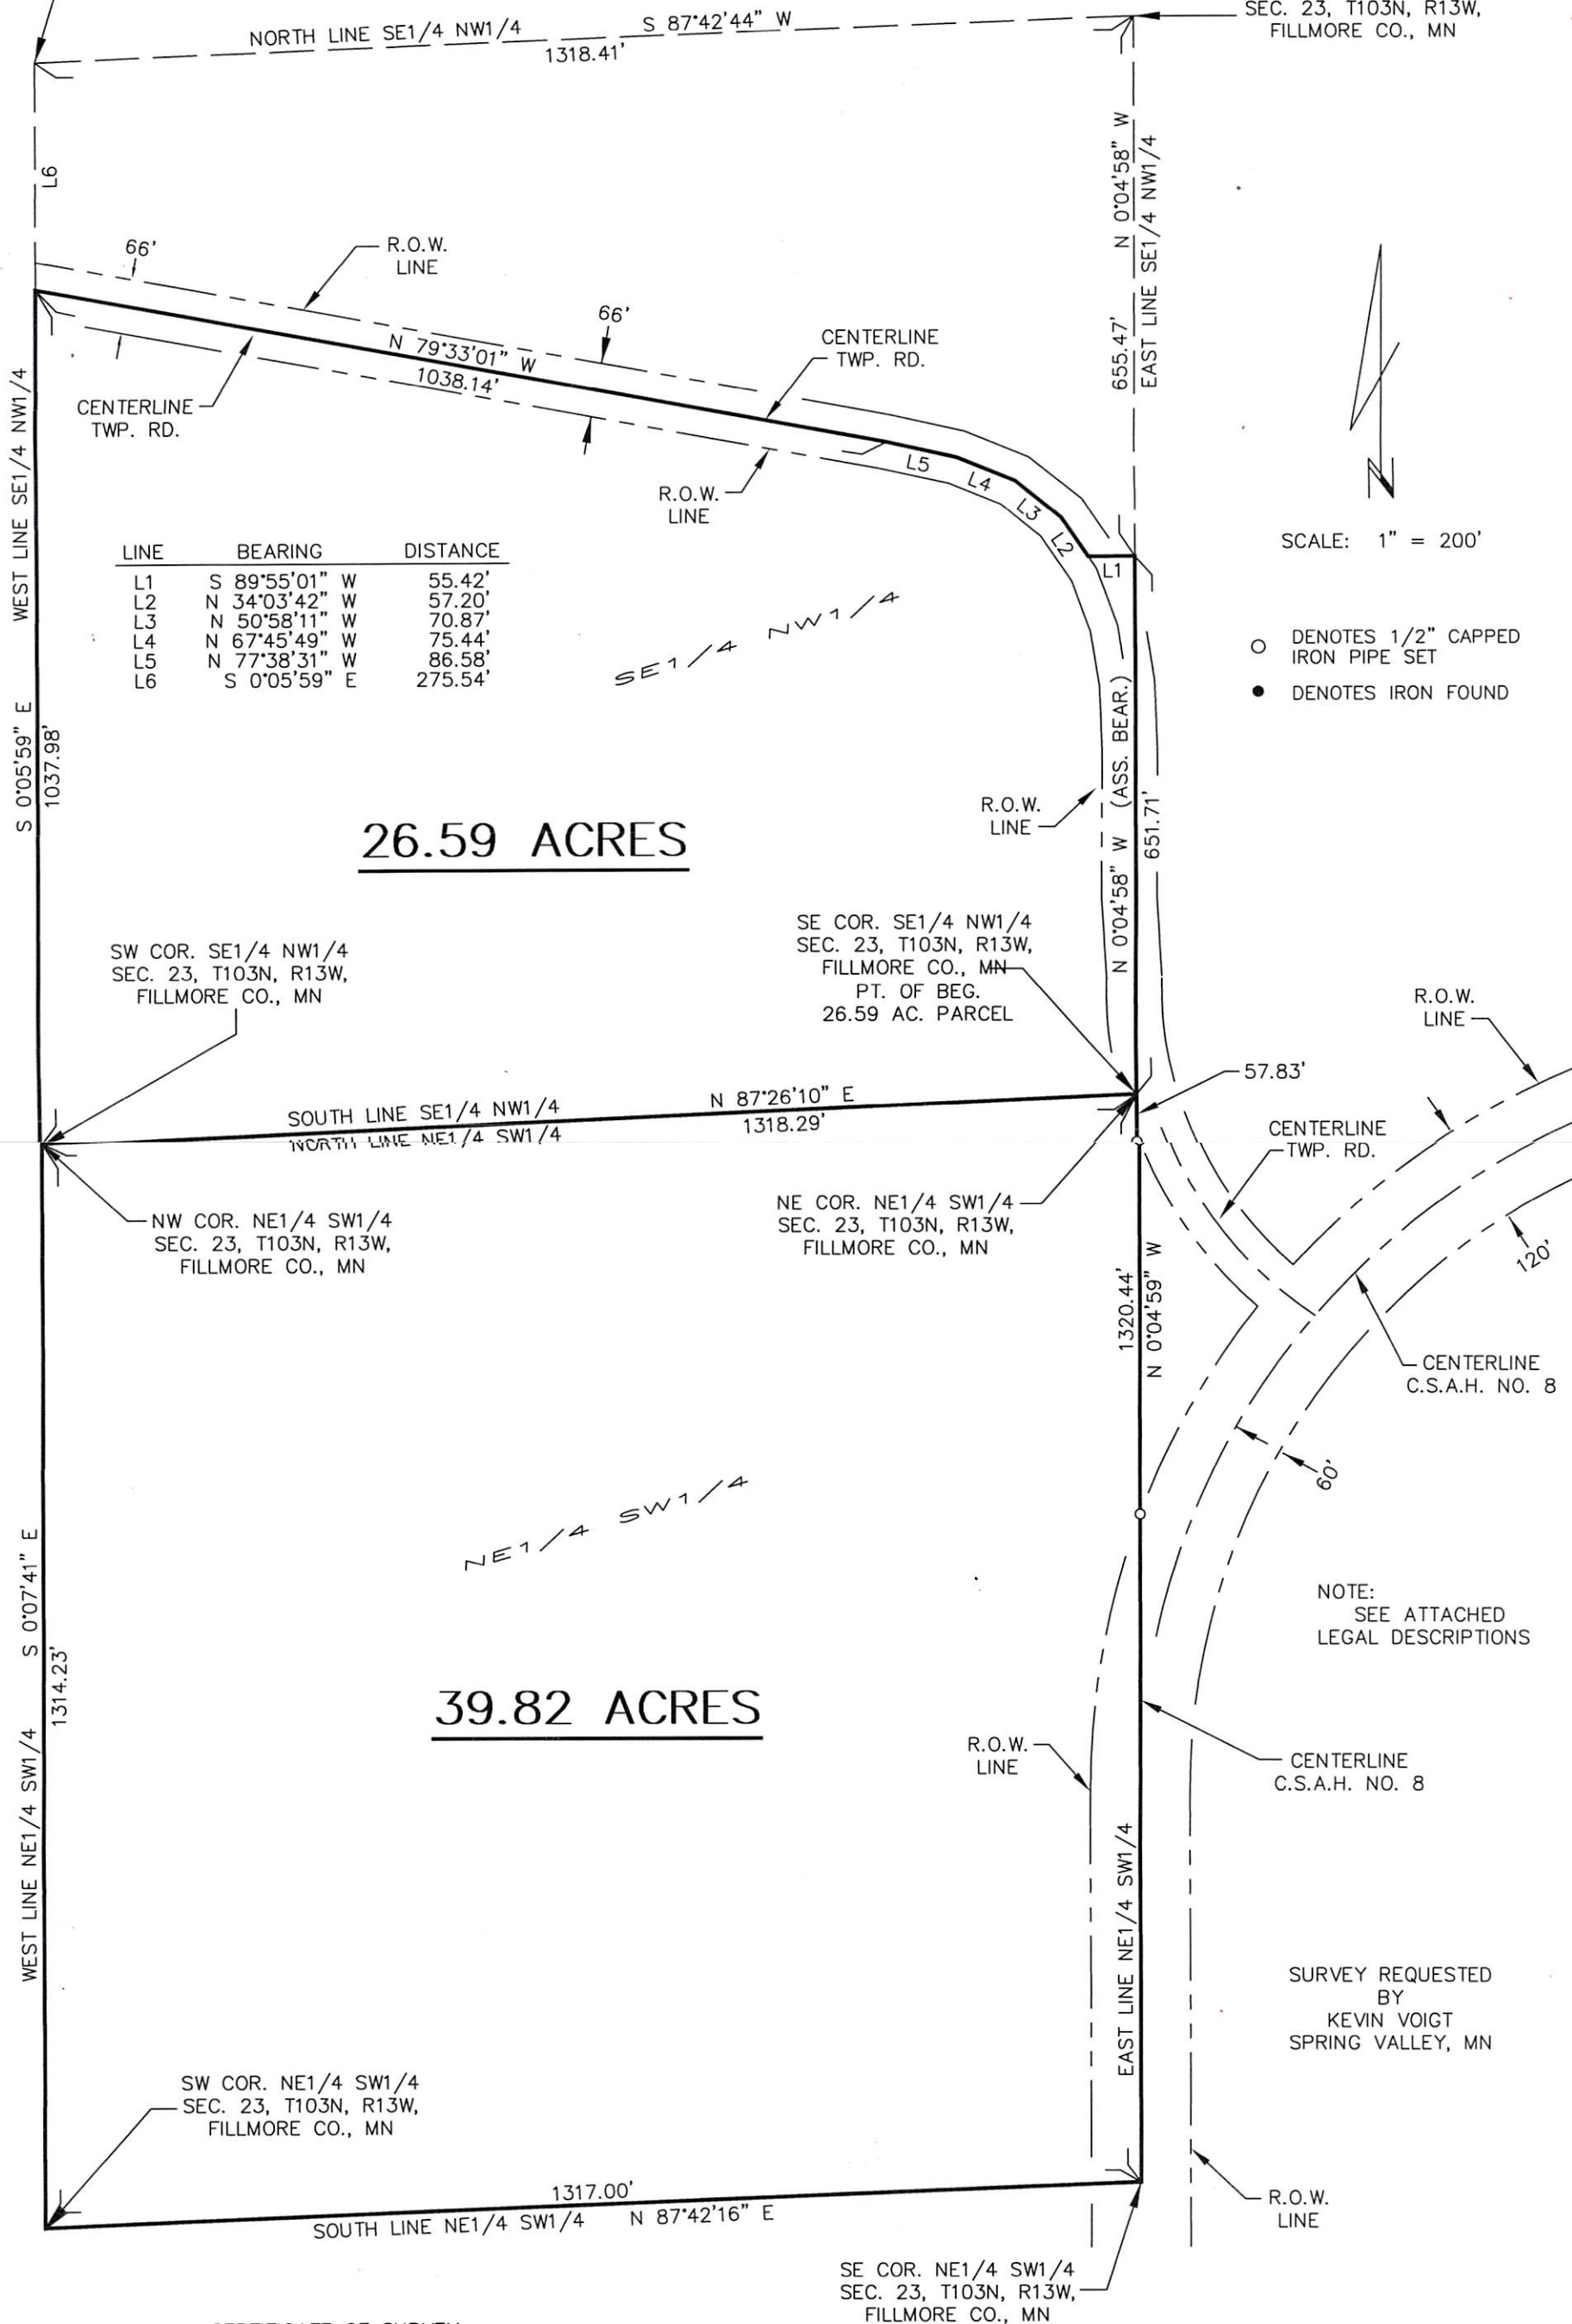 SEC. 23, T103N, R13W,
FILLMORE CO., MN
NORTH LINE SE1/4 NW1/4
S 87°42'44" W
1318.41'
L6
N 0°04'58" W
655.47'
EAST LINE SE1/4 NW1/4
66'
R.O.W.
LINE
66'
N 79°33'01" W
1038.14'
CENTERLINE
TWP. RD.
CENTERLINE
TWP. RD.
R.O.W.
LINE
L5
L4
L3
L2
L1
WEST LINE SE1/4 NW1/4
S 0°05'59" E
1037.98'
LINE BEARING DISTANCE
L1 S 89°55'01" W 55.42'
L2 N 34°03'42" W 57.20'
L3 N 50°58'11" W 70.87'
L4 N 67°45'49" W 75.44'
L5 N 77°38'31" W 86.58'
L6 S 0°05'59" E 275.54'
SE1/4 NW1/4
N
SCALE: 1" = 200'
DENOTES 1/2" CAPPED
IRON PIPE SET
DENOTES IRON FOUND
N 0°04'58" W (ASS. BEAR.)
651.71'
R.O.W.
LINE
26.59 ACRES
SW COR. SE1/4 NW1/4
SEC. 23, T103N, R13W,
FILLMORE CO., MN
SE COR. SE1/4 NW1/4
SEC. 23, T103N, R13W,
FILLMORE CO., MN
PT. OF BEG.
26.59 AC. PARCEL
R.O.W.
LINE
57.83'
SOUTH LINE SE1/4 NW1/4
N 87°26'10" E
NORTH LINE NE1/4 SW1/4
1318.29'
CENTERLINE
TWP. RD.
NW COR. NE1/4 SW1/4
SEC. 23, T103N, R13W,
FILLMORE CO., MN
NE COR. NE1/4 SW1/4
SEC. 23, T103N, R13W,
FILLMORE CO., MN
120'
1320.44'
N 0°04'59" W
CENTERLINE
C.S.A.H. NO. 8
60'
NE1/4 SW1/4
WEST LINE NE1/4 SW1/4
S 0°07'41" E
1314.23'
NOTE:
SEE ATTACHED
LEGAL DESCRIPTIONS
39.82 ACRES
R.O.W.
LINE
CENTERLINE
C.S.A.H. NO. 8
EAST LINE NE1/4 SW1/4
SURVEY REQUESTED
BY
KEVIN VOIGT
SPRING VALLEY, MN
SW COR. NE1/4 SW1/4
SEC. 23, T103N, R13W,
FILLMORE CO., MN
1317.00'
SOUTH LINE NE1/4 SW1/4
N 87°42'16" E
R.O.W.
LINE
SE COR. NE1/4 SW1/4
SEC. 23, T103N, R13W,
FILLMORE CO., MN